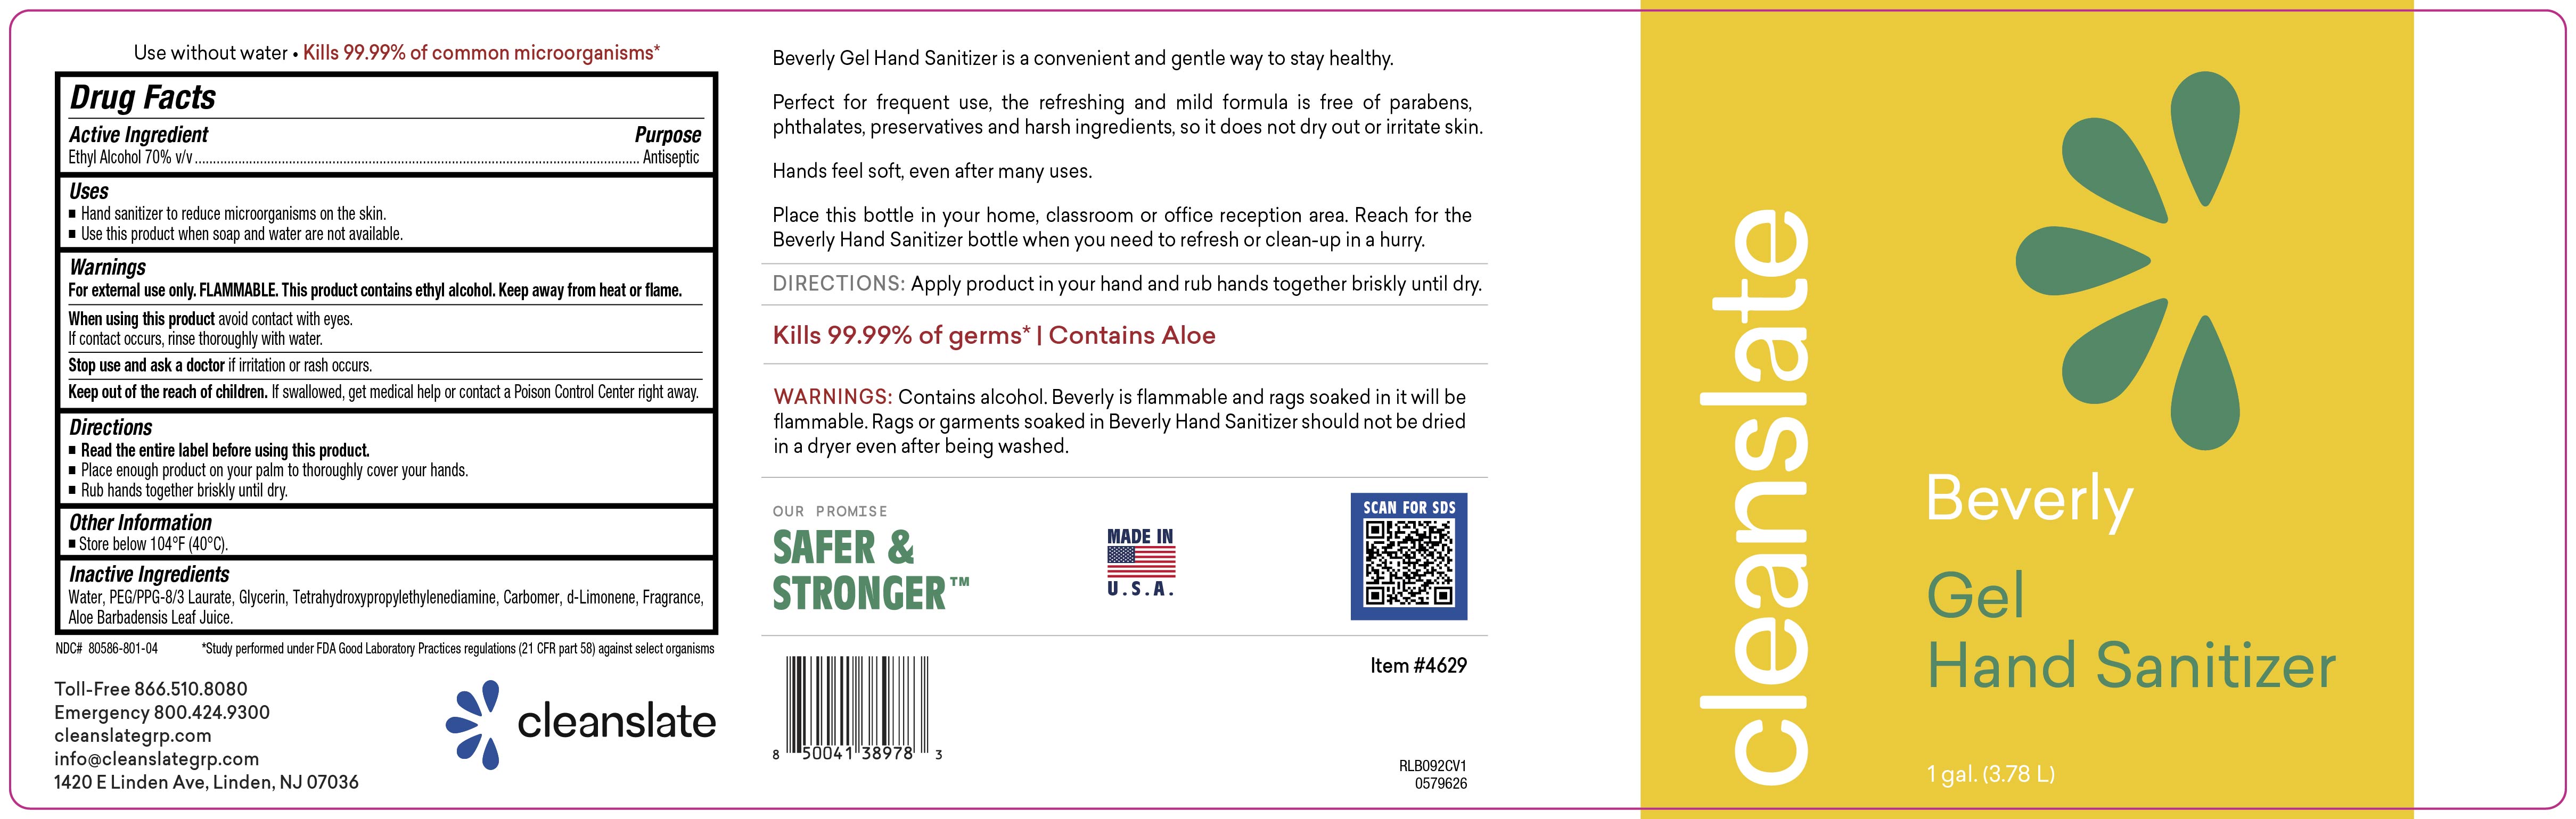 Use without water • Kills 99.99% of common microorganisms*
Drug Facts
Active Ingredient Purpose
Ethyl Alcohol 70% v/v........................................................................................................................ Antiseptic
Uses
■ Hand sanitizer to reduce microorganisms on the skin.
■ Use this product when soap and water are not available.
Warnings
For external use only. FLAMMABLE. This product contains ethyl alcohol. Keep away from heat or flame.
When using this product avoid contact with eyes.
If contact occurs, rinse thoroughly with water.
Stop use and ask a doctor if irritation or rash occurs.
Keep out of the reach of children. If swallowed, get medical help or contact a Poison Control Center right away.
Directions
■ Read the entire label before using this product.
■ Place enough product on your palm to thoroughly cover your hands.
■ Rub hands together briskly until dry.
Other Information
■ Store below 104°F (40°C).
Inactive Ingredients
Water, PEG/PPG-8/3 Laurate, Glycerin, Tetrahydroxypropylethylenediamine, Carbomer, d-Limonene, Fragrance,
Aloe Barbadensis Leaf Juice.
NDC# 80586-801-04 *Study performed under FDA Good Laboratory Practices regulations (21 CFR part 58) against select organisms
Toll-Free 866.510.8080
Emergency 800.424.9300
cleanslategrp.com
info@cleanslategrp.com
1420 E Linden Ave, Linden, NJ 07036
cleanslate
Beverly Gel Hand Sanitizer is a convenient and gentle way to stay healthy.
Perfect for frequent use, the refreshing and mild formula is free of parabens,
phthalates, preservatives and harsh ingredients, so it does not dry out or irritate skin.
Hands feel soft, even after many uses.
Place this bottle in your home, classroom or office reception area. Reach for the
Beverly Hand Sanitizer bottle when you need to refresh or clean-up in a hurry.
DIRECTIONS: Apply product in your hand and rub hands together briskly until dry.
Kills 99.99% of germs* | Contains Aloe
WARNINGS: Contains alcohol. Beverly is flammable and rags soaked in it will be
flammable. Rags or garments soaked in Beverly Hand Sanitizer should not be dried
in a dryer even after being washed.
OUR PROMISE
SAFER &
STRONGER™
MADE IN
U.S.A.
SCAN FOR SDS
8 50041 38978 3
Item #4629
RLB092CV1
0579626
cleanslate
Beverly
Gel
Hand Sanitizer
1 gal. (3.78 L)